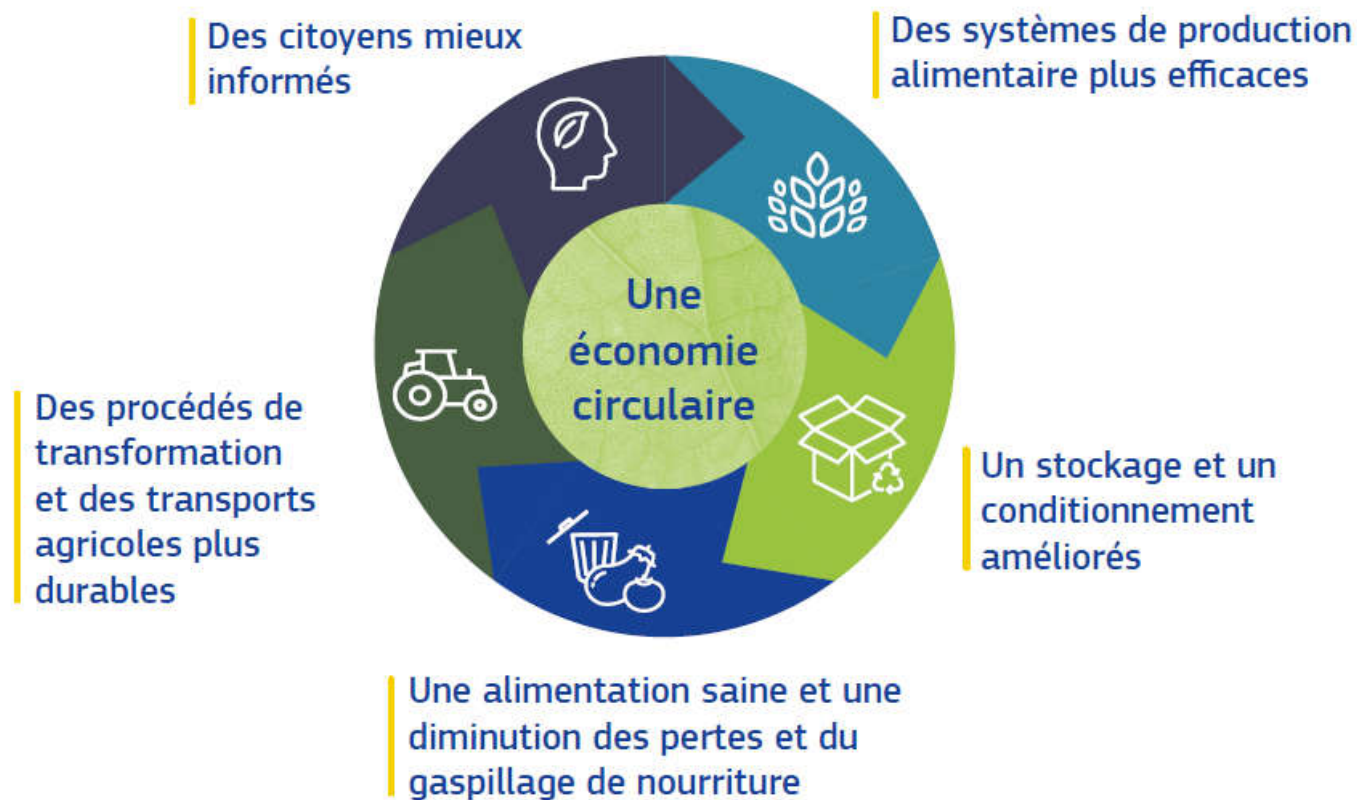 Des citoyens mieux
informés
Des systèmes de production
alimentaire plus efficaces
Une
économie
circulaire
Des procédés de
transformation
et des transports
agricoles plus
durables
Un stockage et un
conditionnement
améliorés
Une alimentation saine et une
diminution des pertes et du
gaspillage de nourriture